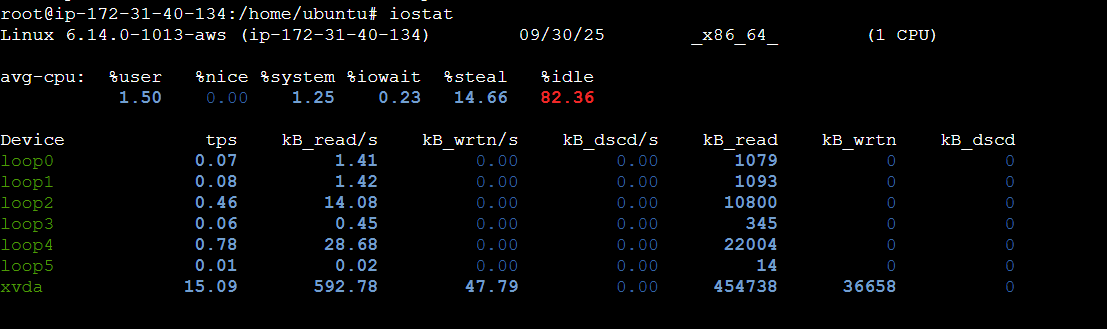 root@ip-172-31-40-134:/home/ubuntu# iostat
Linux 6.14.0-1013-aws (ip-172-31-40-134) 09/30/25 _x86_64_ (1 CPU)
avg-cpu: %user %nice %system %iowait %steal %idle
1.50 0.00 1.25 0.23 14.66 82.36
Device tps kB_read/s kB_wrtn/s kB_dscd/s kB_read kB_wrtn kB_dscd
loop0 0.07 1.41 0.00 0.00 1079 0 0
loop1 0.08 1.42 0.00 0.00 1093 0 0
loop2 0.46 14.08 0.00 0.00 10800 0 0
loop3 0.06 0.45 0.00 0.00 345 0 0
loop4 0.78 28.68 0.00 0.00 22004 0 0
loop5 0.01 0.02 0.00 0.00 14 0 0
xvda 15.09 592.78 47.79 0.00 454738 36658 0